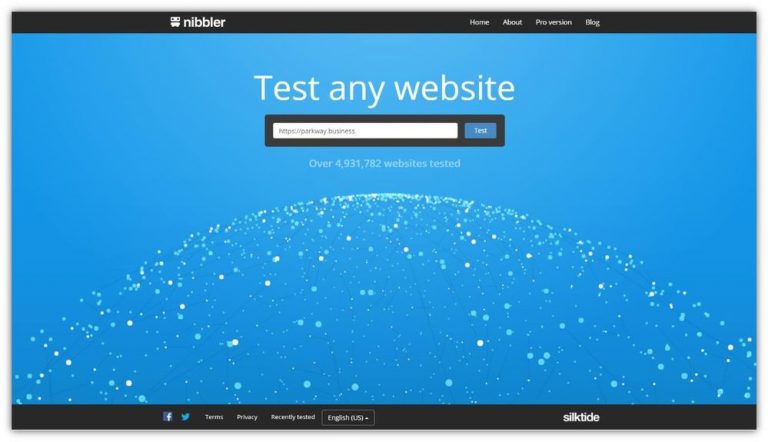 nibbler Home About Pro version Blog
Test any website
https://parkway.business Test
Over 4,931,782 websites tested
Terms Privacy Recently tested English (US) silktide